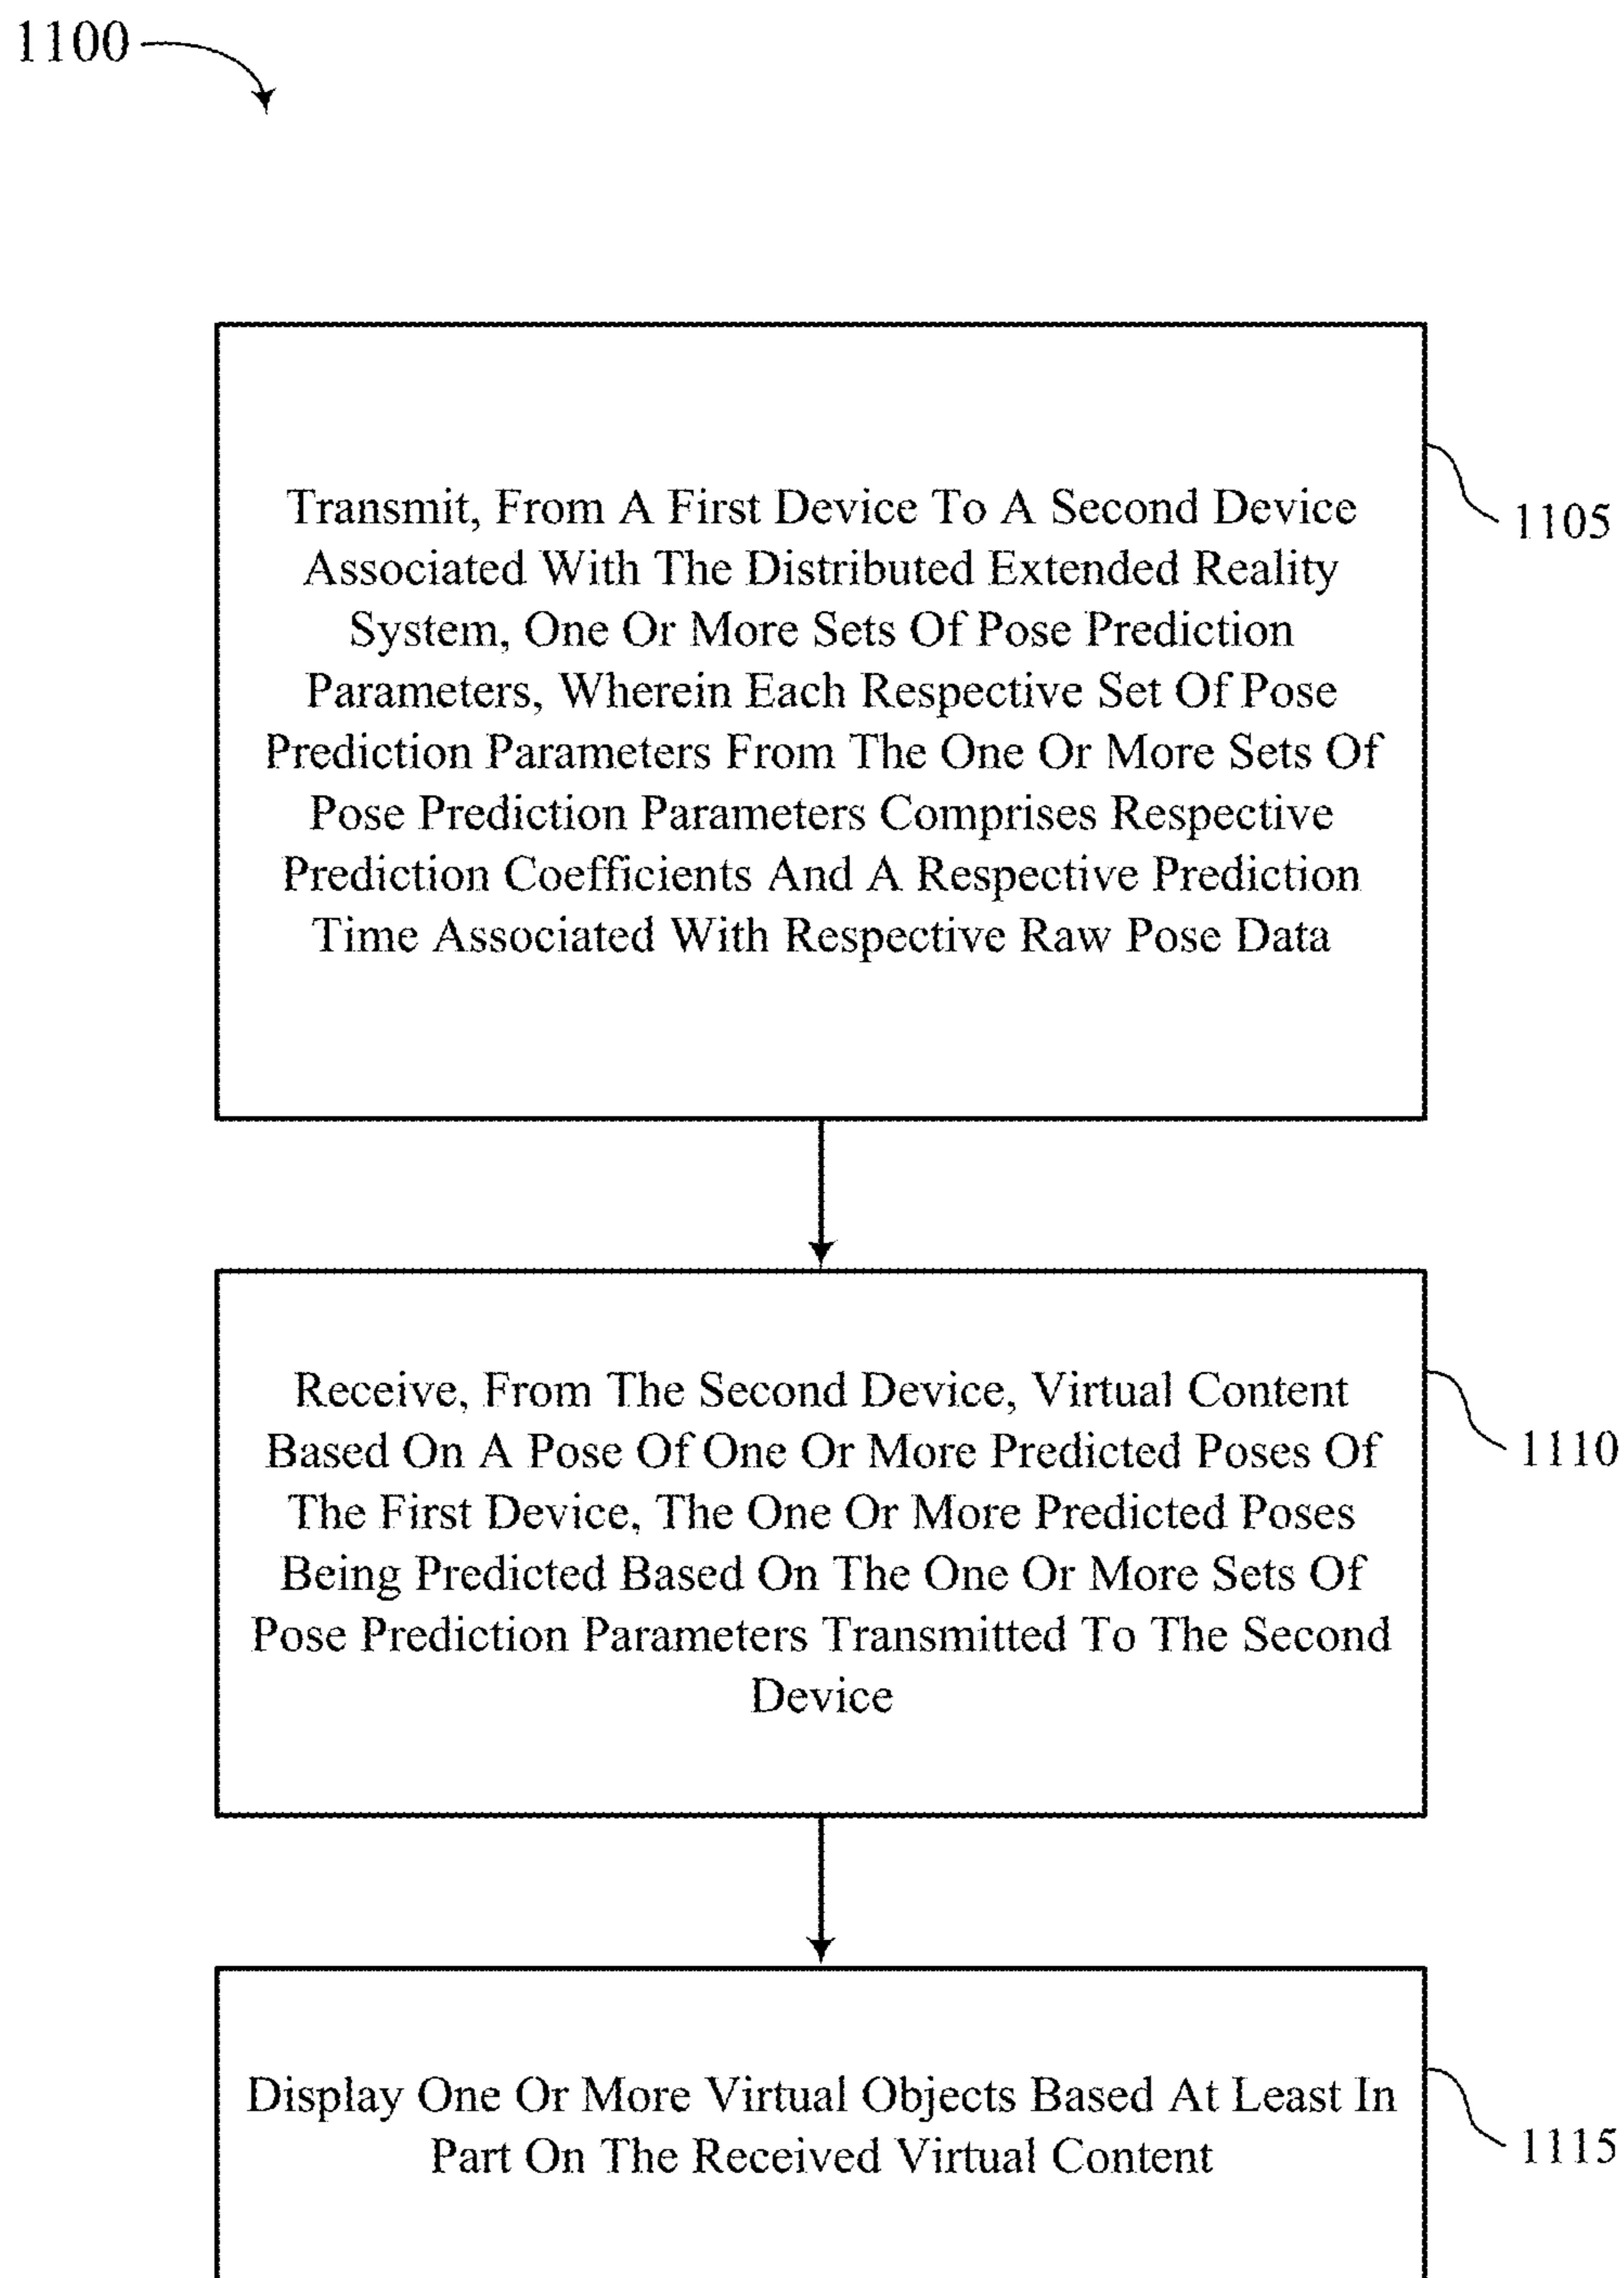 1100
Transmit, From A First Device To A Second Device
Associated With The Distributed Extended Reality
System, One Or More Sets Of Pose Prediction
Parameters, Wherein Each Respective Set Of Pose
Prediction Parameters From The One Or More Sets Of
Pose Prediction Parameters Comprises Respective
Prediction Coefficients And A Respective Prediction
Time Associated With Respective Raw Pose Data
1105
Receive, From The Second Device, Virtual Content
Based On A Pose Of One Or More Predicted Poses Of
The First Device, The One Or More Predicted Poses
Being Predicted Based On The One Or More Sets Of
Pose Prediction Parameters Transmitted To The Second
Device
1110
Display One Or More Virtual Objects Based At Least In
Part On The Received Virtual Content
1115